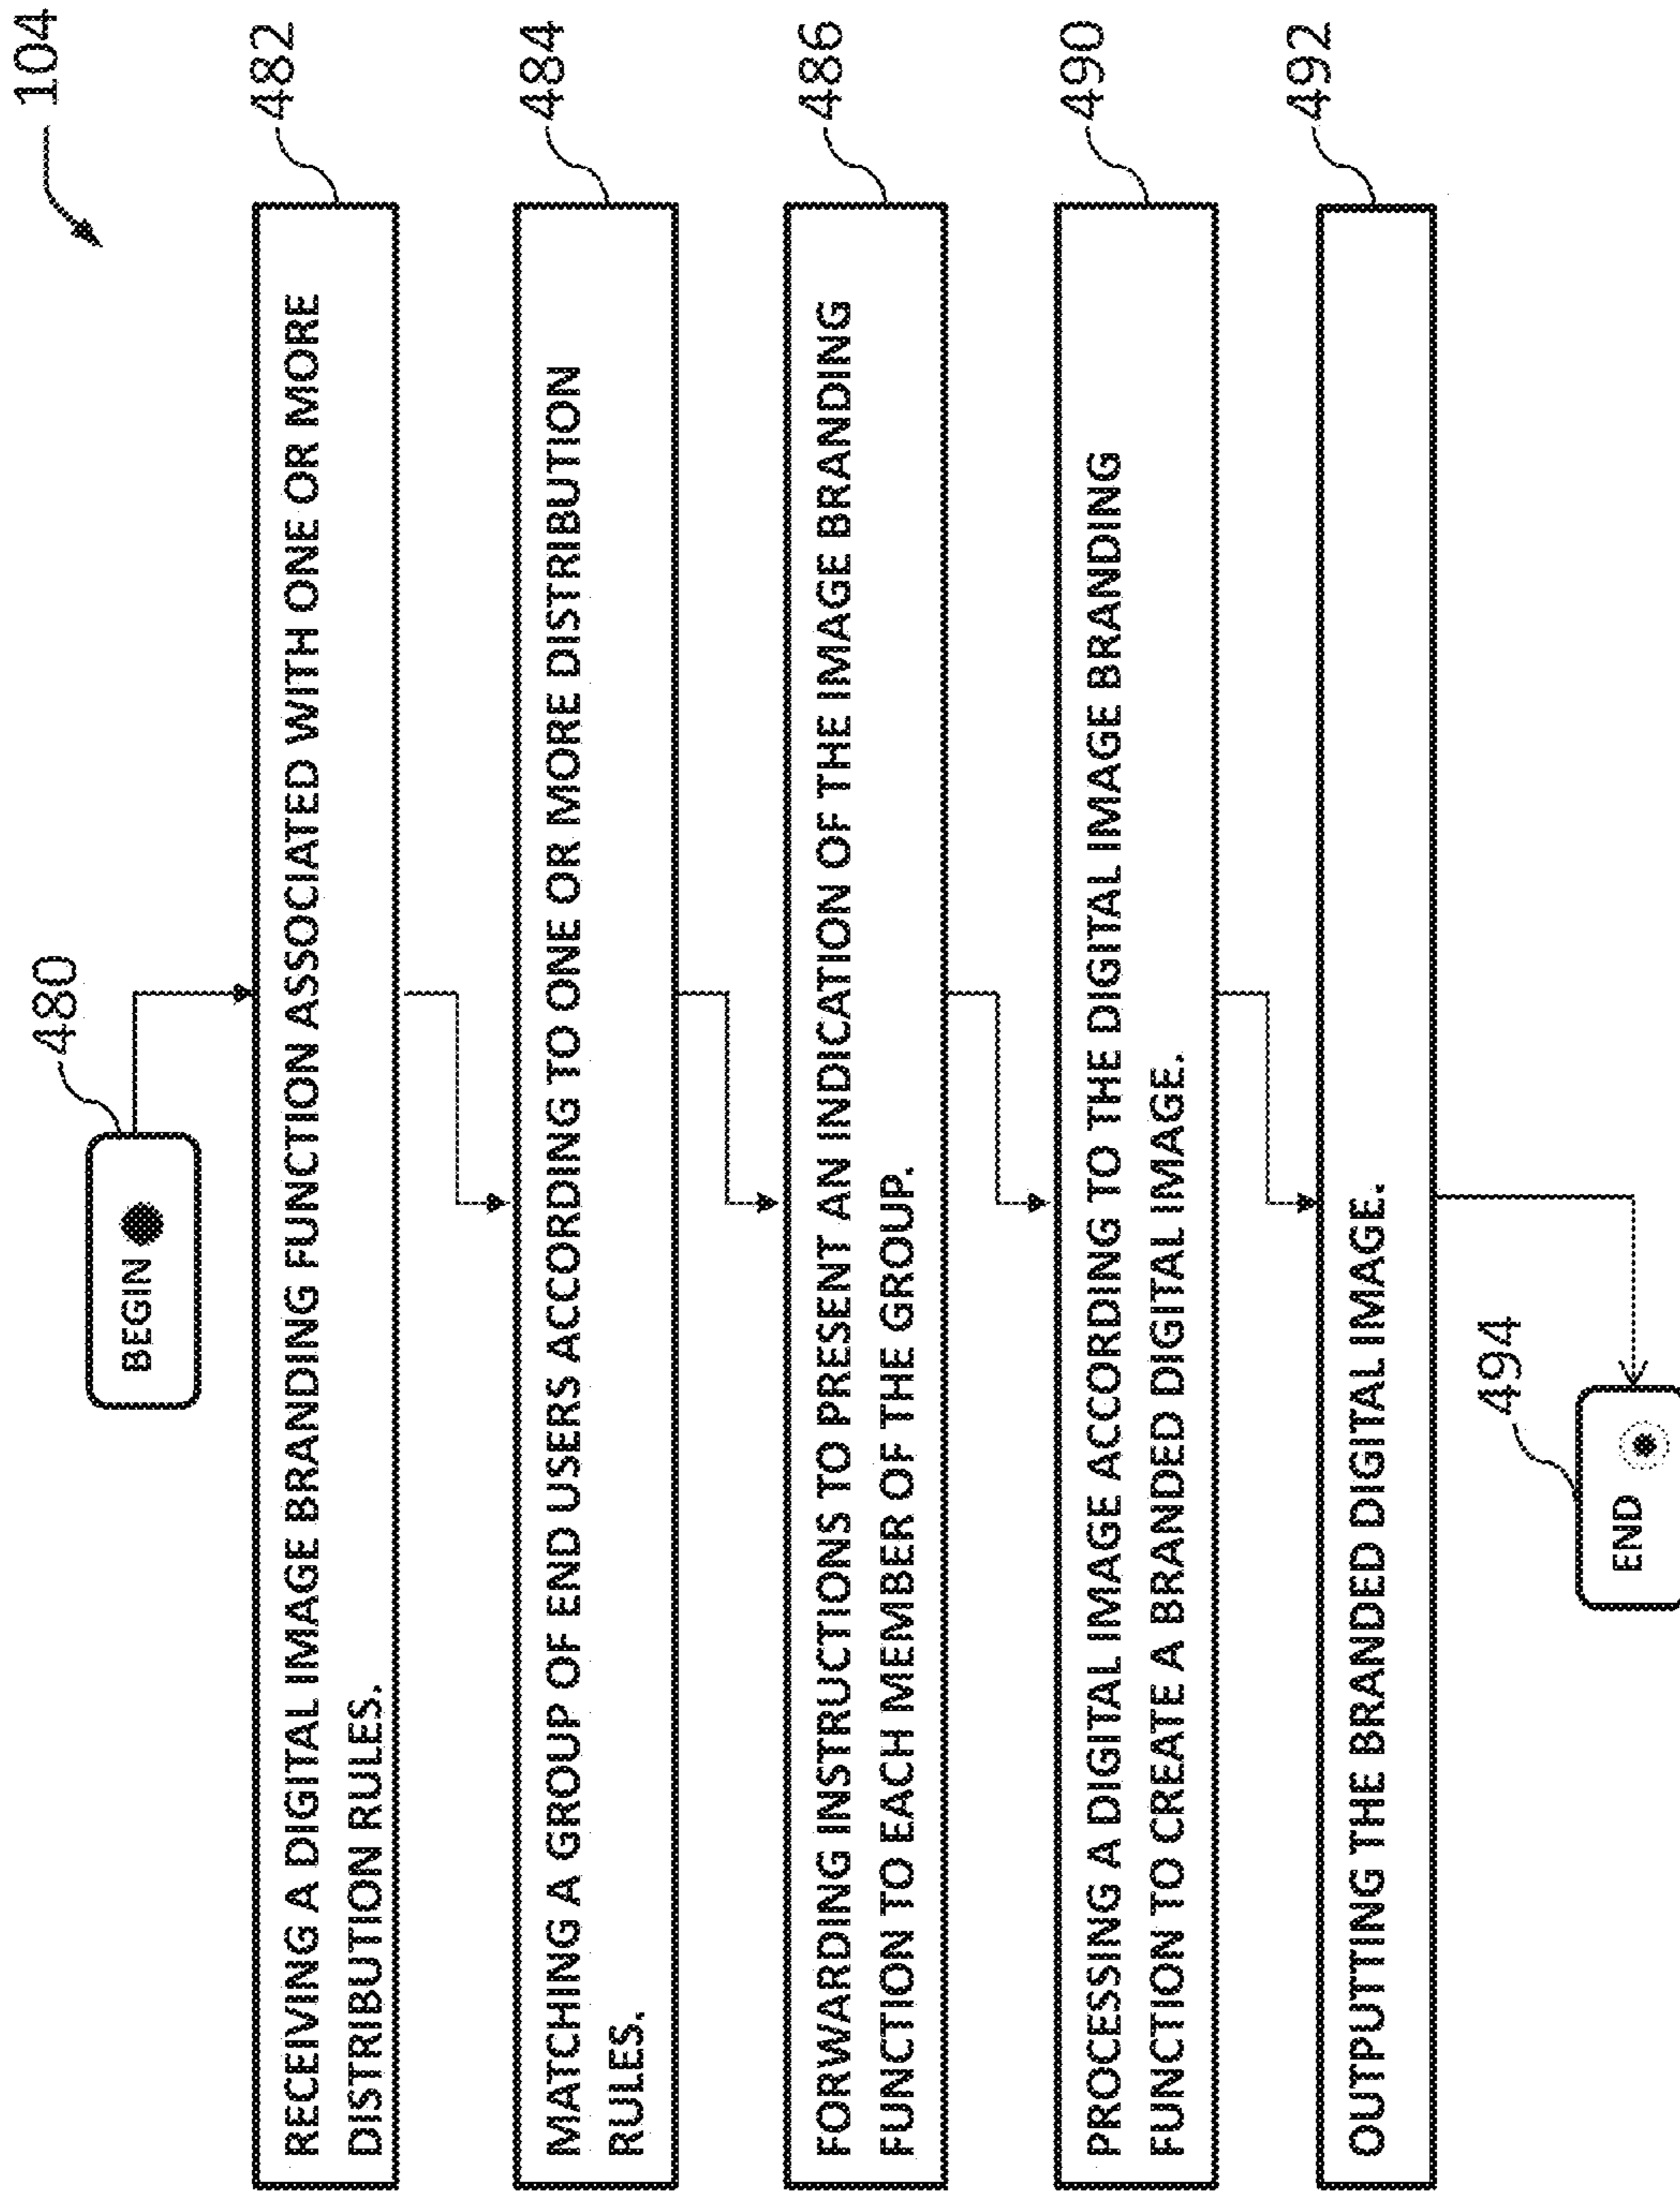 104
480
BEGIN
482
RECEIVING A DIGITAL IMAGE BRANDING FUNCTION ASSOCIATED WITH ONE OR MORE
DISTRIBUTION RULES.
484
MATCHING A GROUP OF END USERS ACCORDING TO ONE OR MORE DISTRIBUTION
RULES.
486
FORWARDING INSTRUCTIONS TO PRESENT AN INDICATION OF THE IMAGE BRANDING
FUNCTION TO EACH MEMBER OF THE GROUP.
490
PROCESSING A DIGITAL IMAGE ACCORDING TO THE DIGITAL IMAGE BRANDING
FUNCTION TO CREATE A BRANDED DIGITAL IMAGE.
492
OUTPUTTING THE BRANDED DIGITAL IMAGE.
494
END